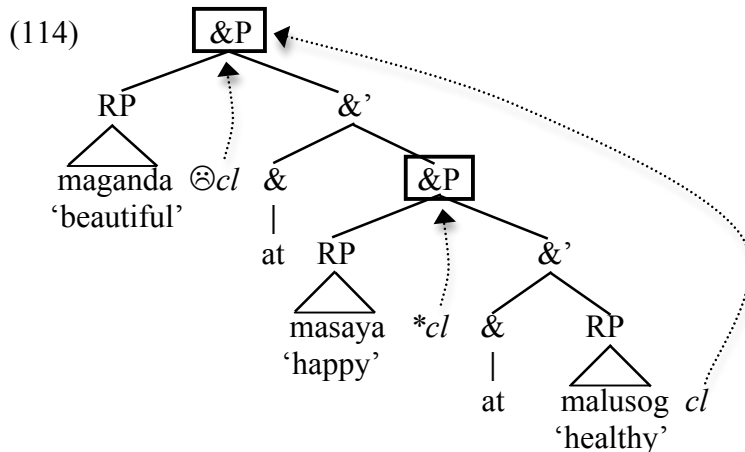 (114) &P
RP &’
maganda ☹cl & &P
‘beautiful’
at RP &’
masaya *cl & RP
‘happy’ |
at malusog cl
‘healthy’